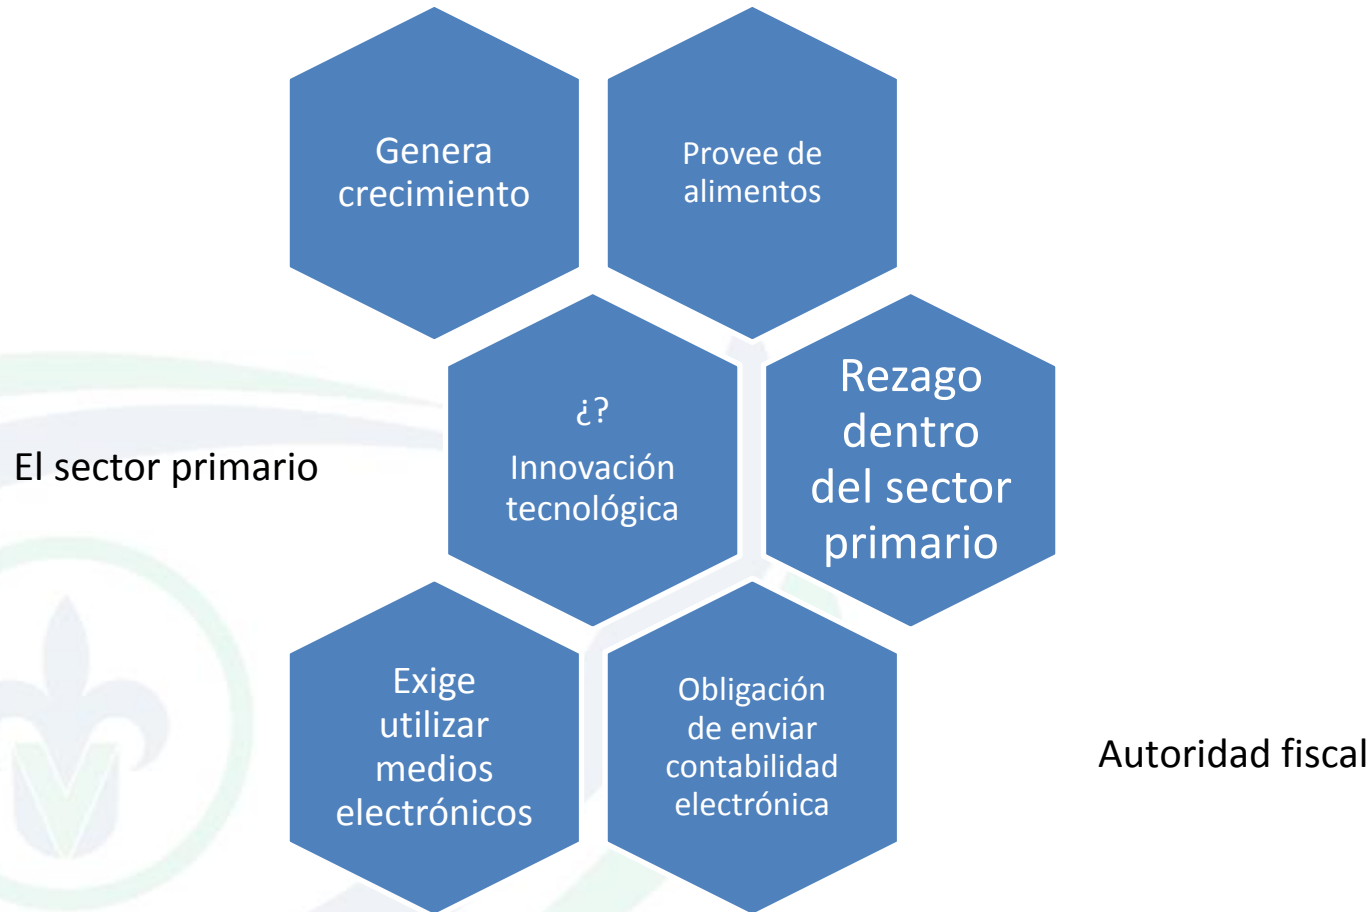 Genera
crecimiento
Provee de
alimentos
El sector primario
¿?
Innovación
tecnológica
Rezago
dentro
del sector
primario
Exige
utilizar
medios
electrónicos
Obligación
de enviar
contabilidad
electrónica
Autoridad fiscal